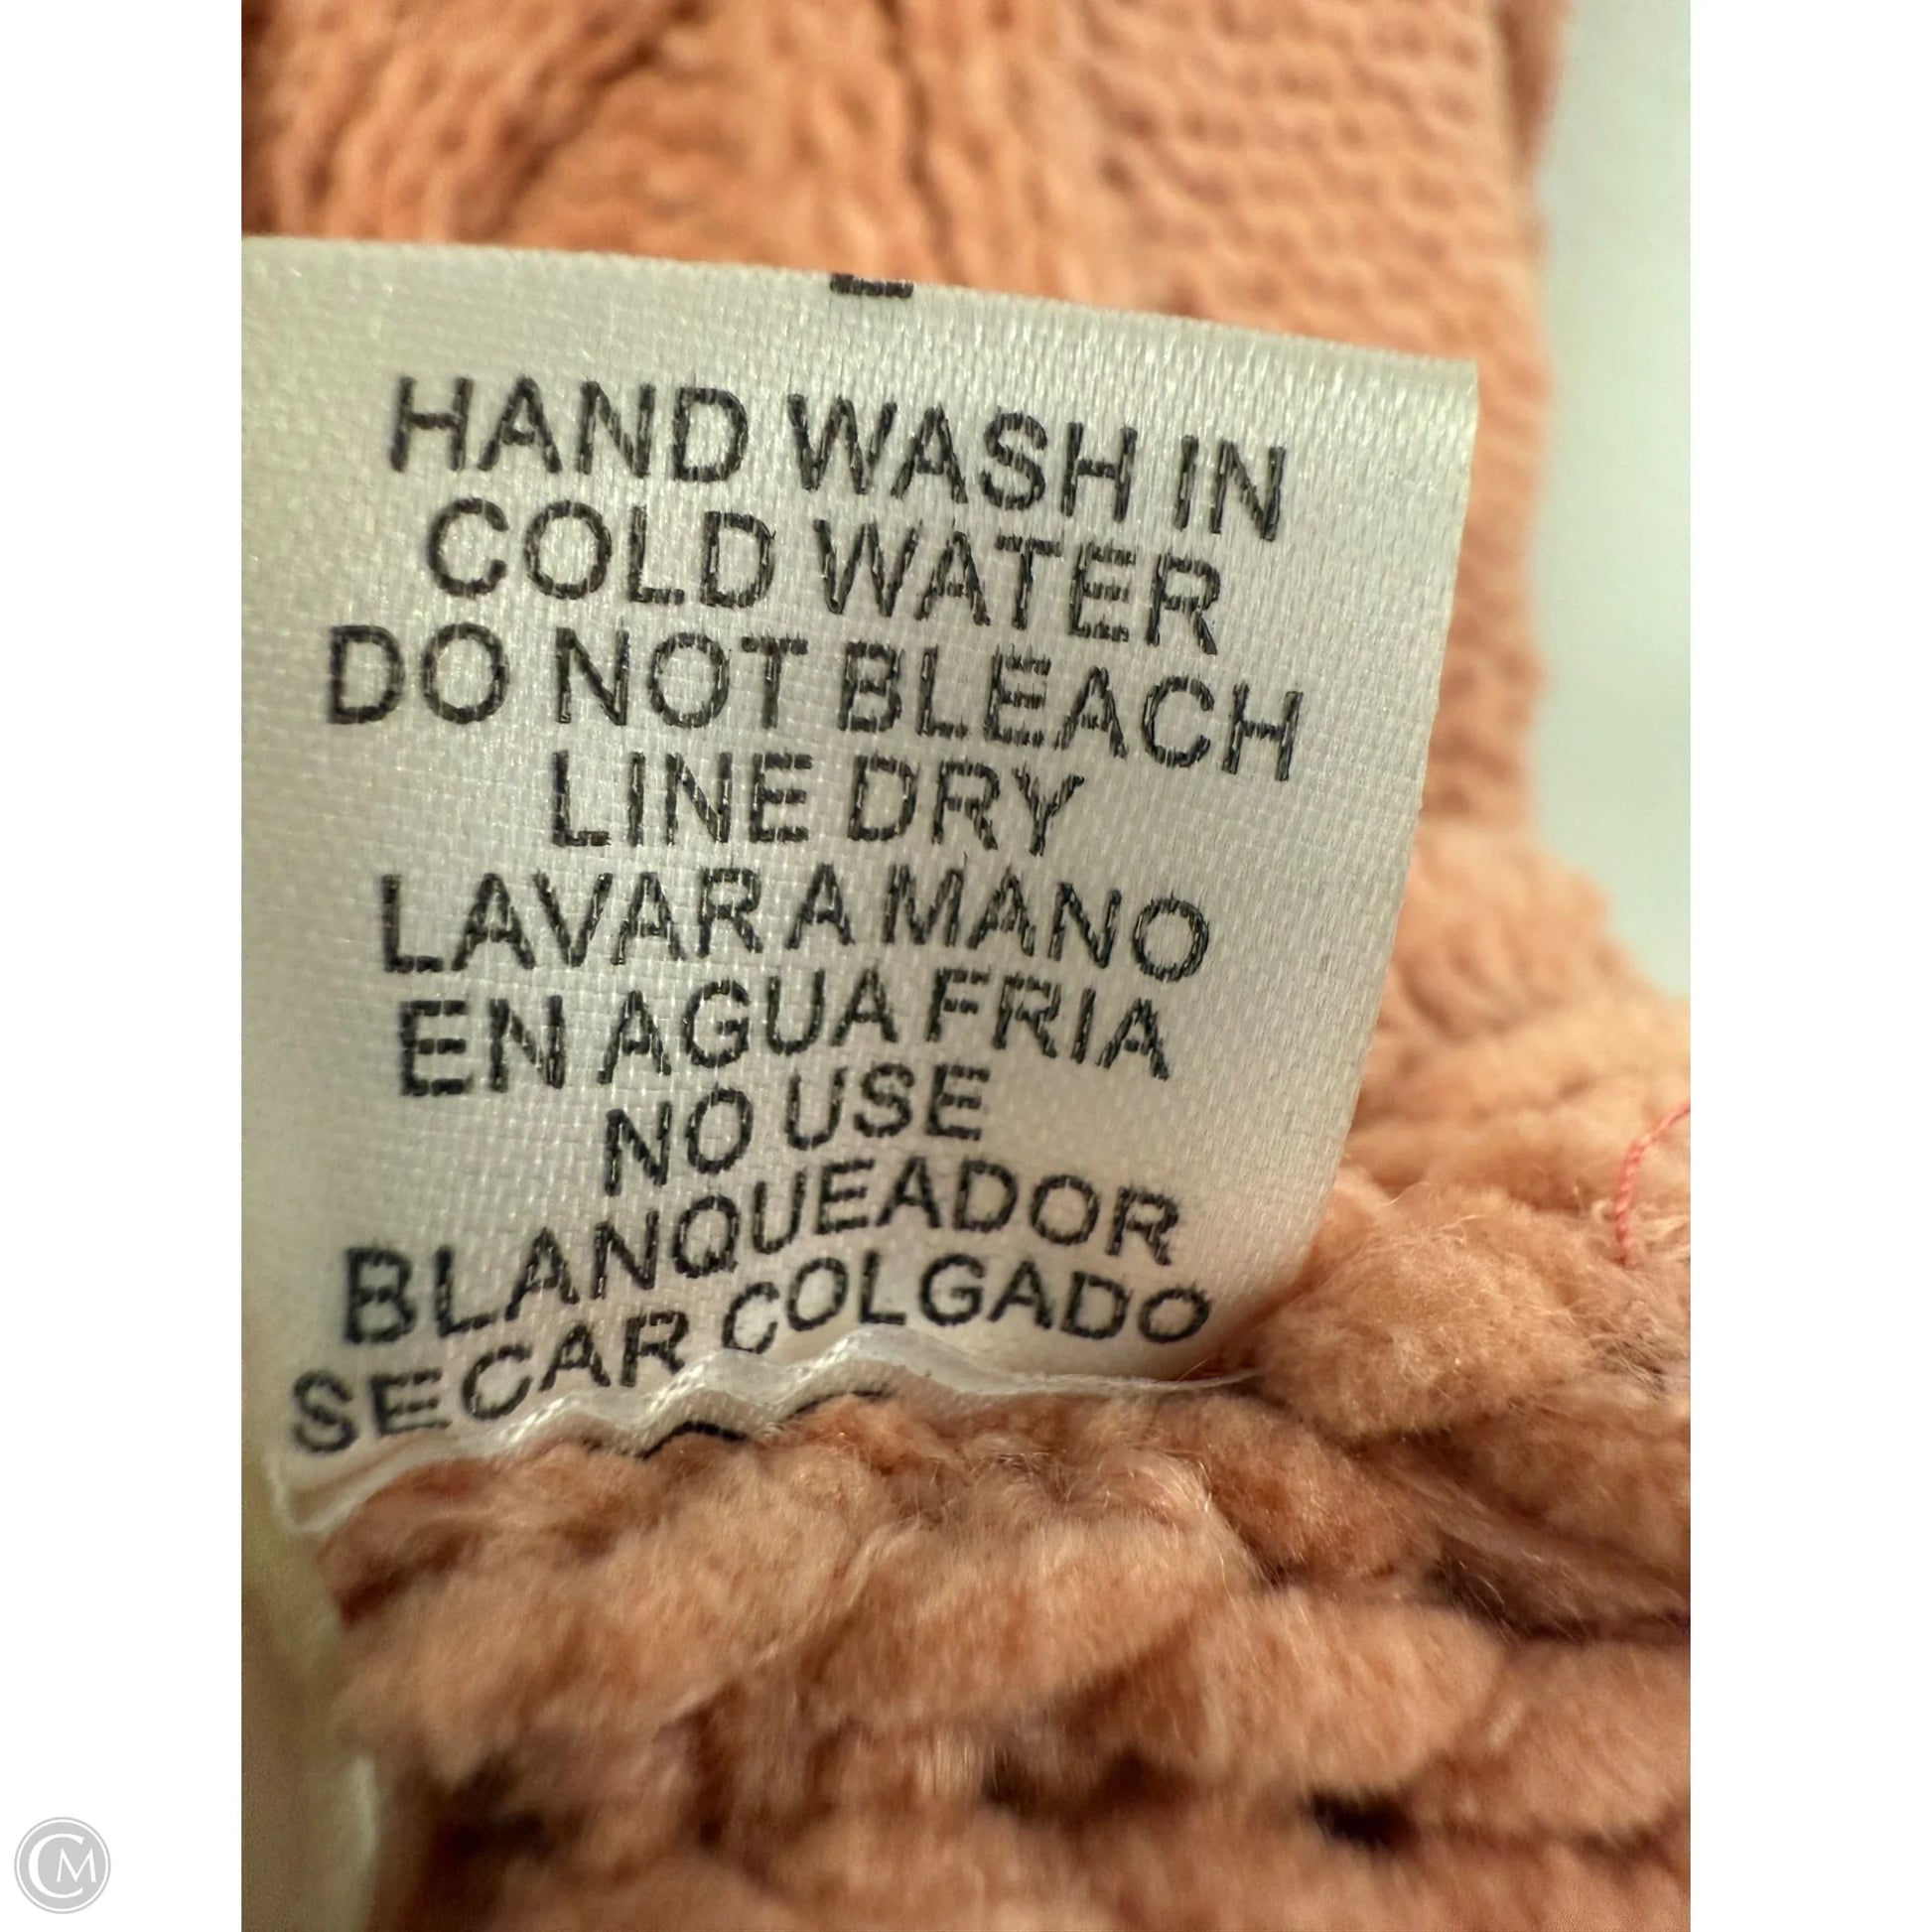 HAND WASH IN
COLD WATER
DO NOT BLEACH
LINE DRY
LAVAR A MANO
EN AGUA FRIA
NO USE
BLANQUEADOR
SECAR COLGADO
CM